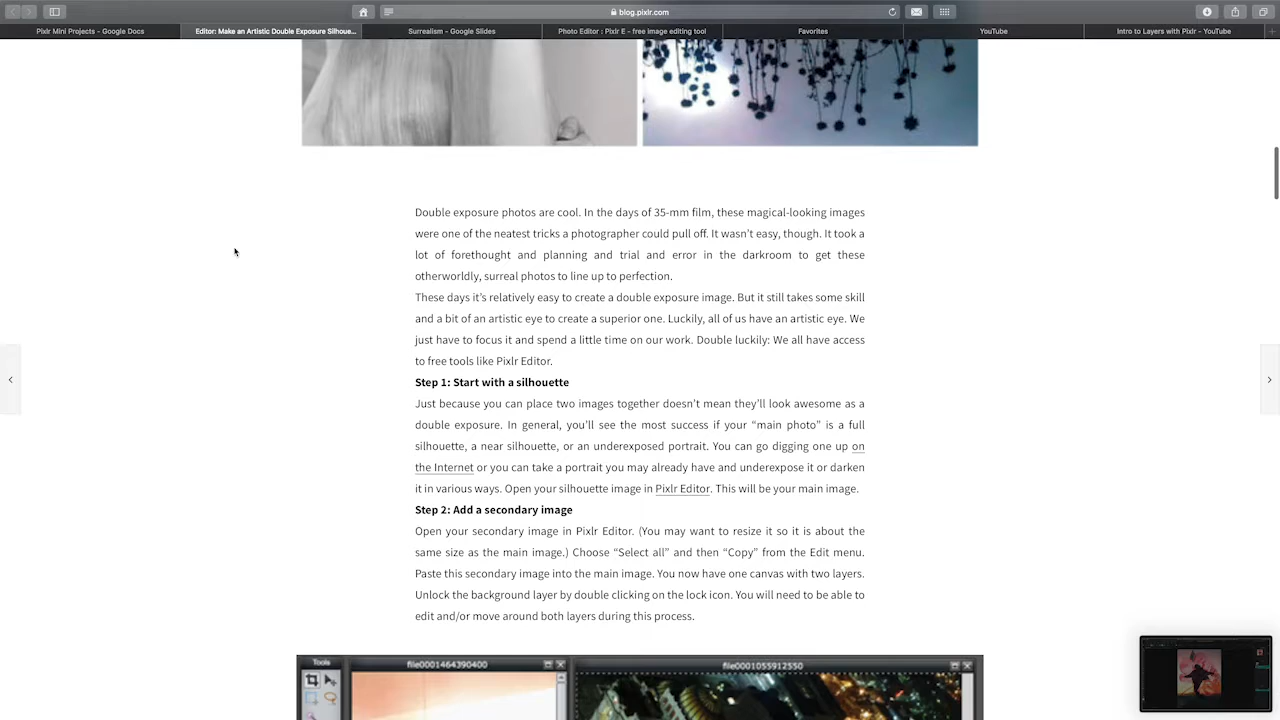 blog.pixlr.com
Pixlr Mini Projects - Google Docs
Editor: Make an Artistic Double Exposure Silhoue...
Surrealism - Google Slides
Photo Editor : Pixlr E - free image editing tool
Favorites
YouTube
Intro to Layers with Pixlr - YouTube
Double exposure photos are cool. In the days of 35-mm film, these magical-looking images
were one of the neatest tricks a photographer could pull off. It wasn't easy, though. It took a
lot of forethought and planning and trial and error in the darkroom to get these
otherworldly, surreal photos to line up to perfection.
These days it's relatively easy to create a double exposure image. But it still takes some skill
and a bit of an artistic eye to create a superior one. Luckily, all of us have an artistic eye. We
just have to focus it and spend a little time on our work. Double luckily: We all have access
to free tools like Pixlr Editor.
Step 1: Start with a silhouette
Just because you can place two images together doesn't mean they'll look awesome as a
double exposure. In general, you'll see the most success if your “main photo” is a full
silhouette, a near silhouette, or an underexposed portrait. You can go digging one up on
the Internet or you can take a portrait you may already have and underexpose it or darken
it in various ways. Open your silhouette image in Pixlr Editor. This will be your main image.
Step 2: Add a secondary image
Open your secondary image in Pixlr Editor. (You may want to resize it so it is about the
same size as the main image.) Choose “Select all” and then “Copy” from the Edit menu.
Paste this secondary image into the main image. You now have one canvas with two layers.
Unlock the background layer by double clicking on the lock icon. You will need to be able to
edit and/or move around both layers during this process.
Tools
file0001464390400
file0001055912550